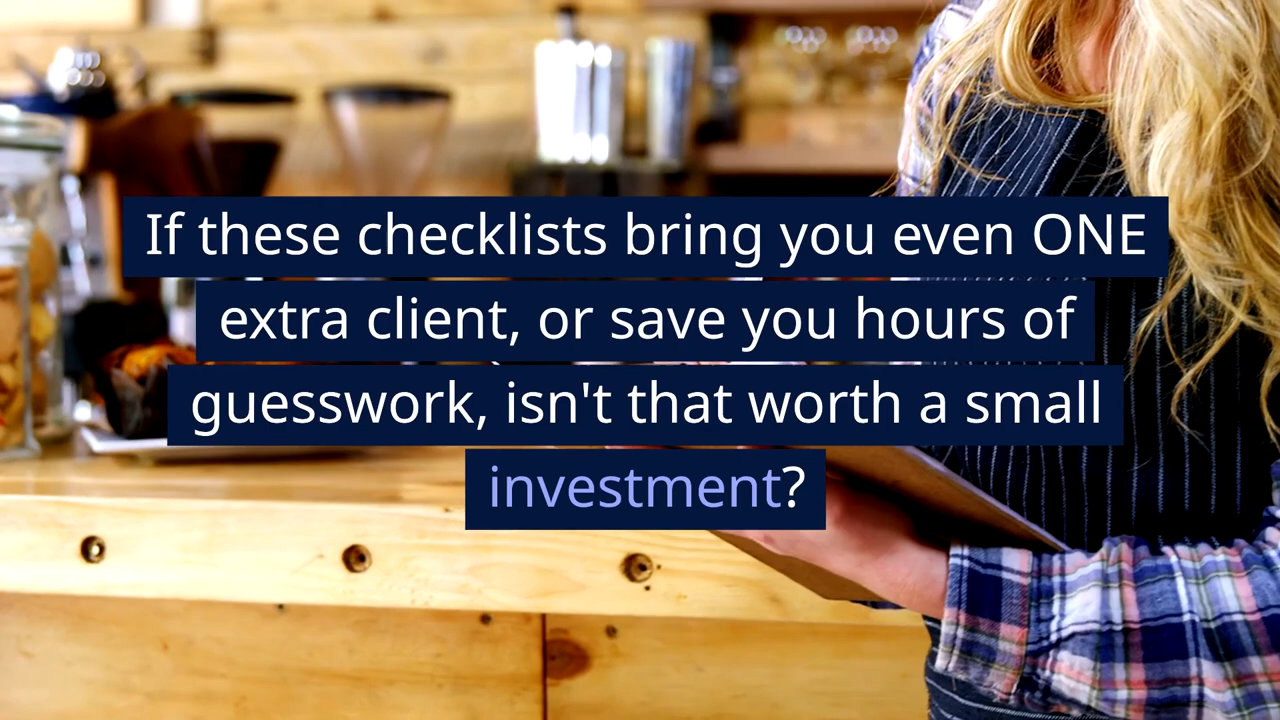 If these checklists bring you even ONE
extra client, or save you hours of
guesswork, isn't that worth a small
investment?